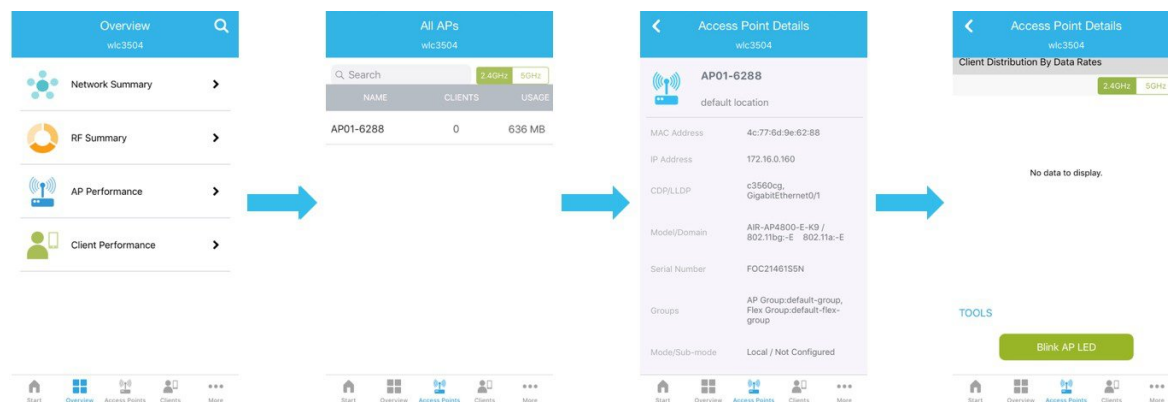 Overview
wlc3504
Network Summary
RF Summary
AP Performance
Client Performance
Start Overview Access Points Clients More
All APs
wlc3504
Search 2.4GHz 5GHz
NAME CLIENTS USAGE
AP01-6288 0 636 MB
Start Overview Access Points Clients More
Access Point Details
wlc3504
AP01-6288
default location
MAC Address 4c:77:6d:9e:62:88
IP Address 172.16.0.160
CDP/LLDP c3560cg,
GigabitEthernet0/1
Model/Domain AIR-AP4800-E-K9 /
802.11bg:-E 802.11a:-E
Serial Number FOC21461S5N
Groups AP Group:default-group,
Flex Group:default-flex-
group
Mode/Sub-mode Local / Not Configured
Start Overview Access Points Clients More
Access Point Details
wlc3504
Client Distribution By Data Rates
2.4GHz 5GHz
No data to display.
TOOLS
Blink AP LED
Start Overview Access Points Clients More